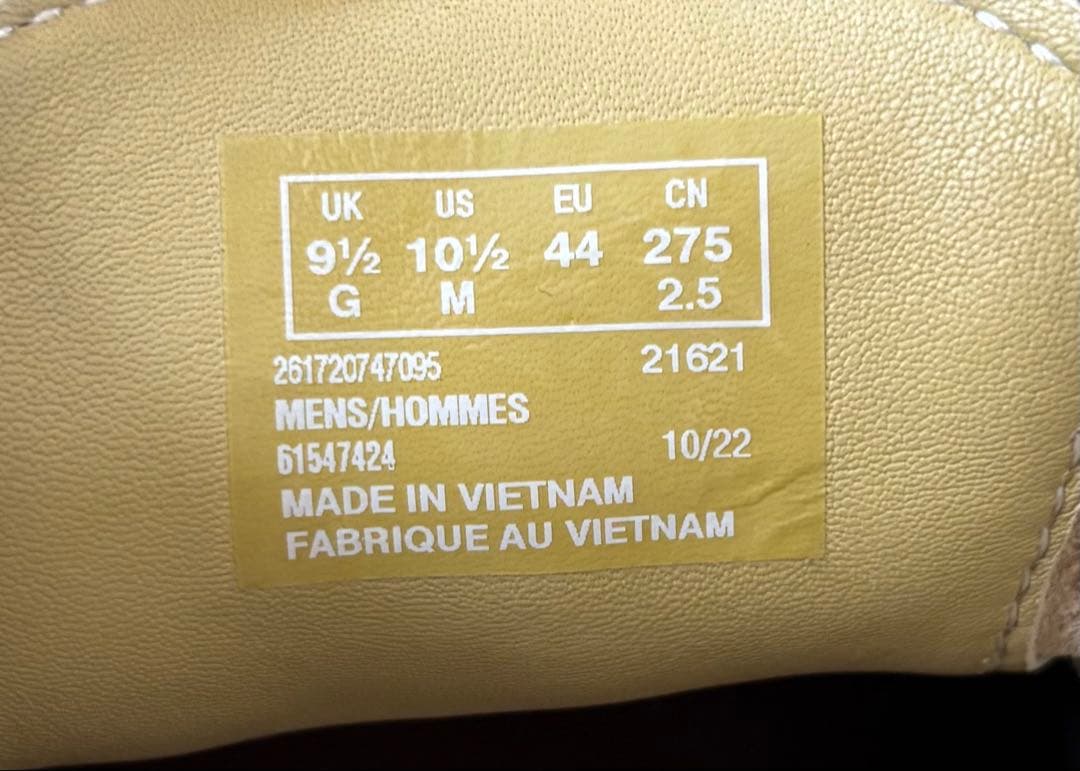 UK US EU CN
9½ 10½ 44 275
G M 2.5
261720747095 21621
MENS/HOMMES
61547424 10/22
MADE IN VIETNAM
FABRIQUE AU VIETNAM